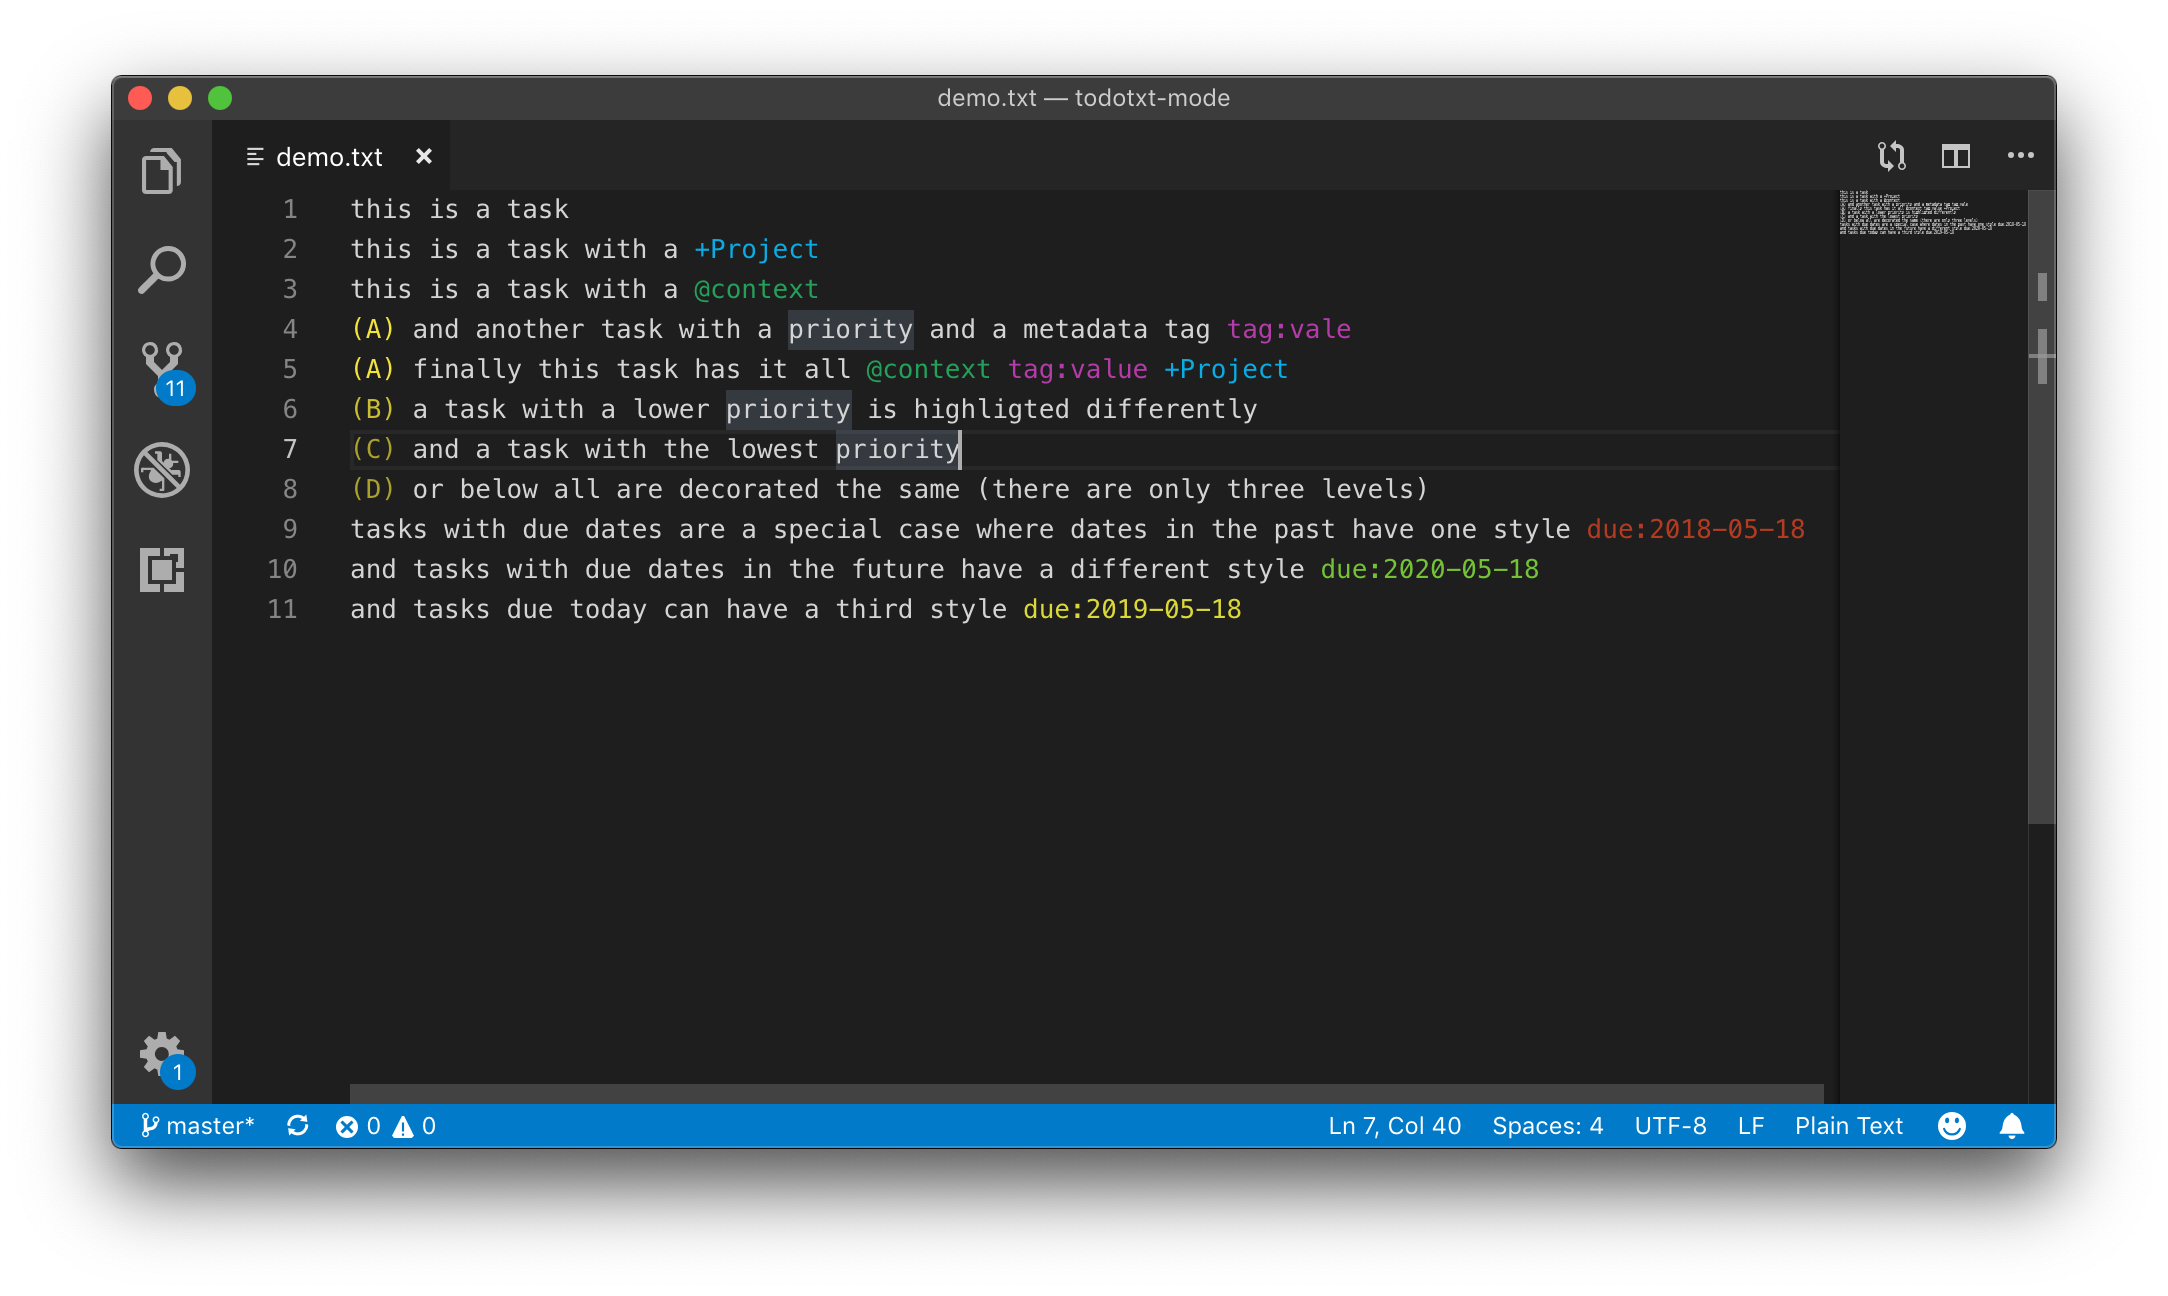 demo.txt — todotxt-mode
demo.txt
1 this is a task
2 this is a task with a +Project
3 this is a task with a @context
4 (A) and another task with a priority and a metadata tag tag:vale
5 (A) finally this task has it all @context tag:value +Project
6 (B) a task with a lower priority is highligted differently
7 (C) and a task with the lowest priority
8 (D) or below all are decorated the same (there are only three levels)
9 tasks with due dates are a special case where dates in the past have one style due:2018-05-18
10 and tasks with due dates in the future have a different style due:2020-05-18
11 and tasks due today can have a third style due:2019-05-18
11
1
master* 0 0 Ln 7, Col 40 Spaces: 4 UTF-8 LF Plain Text